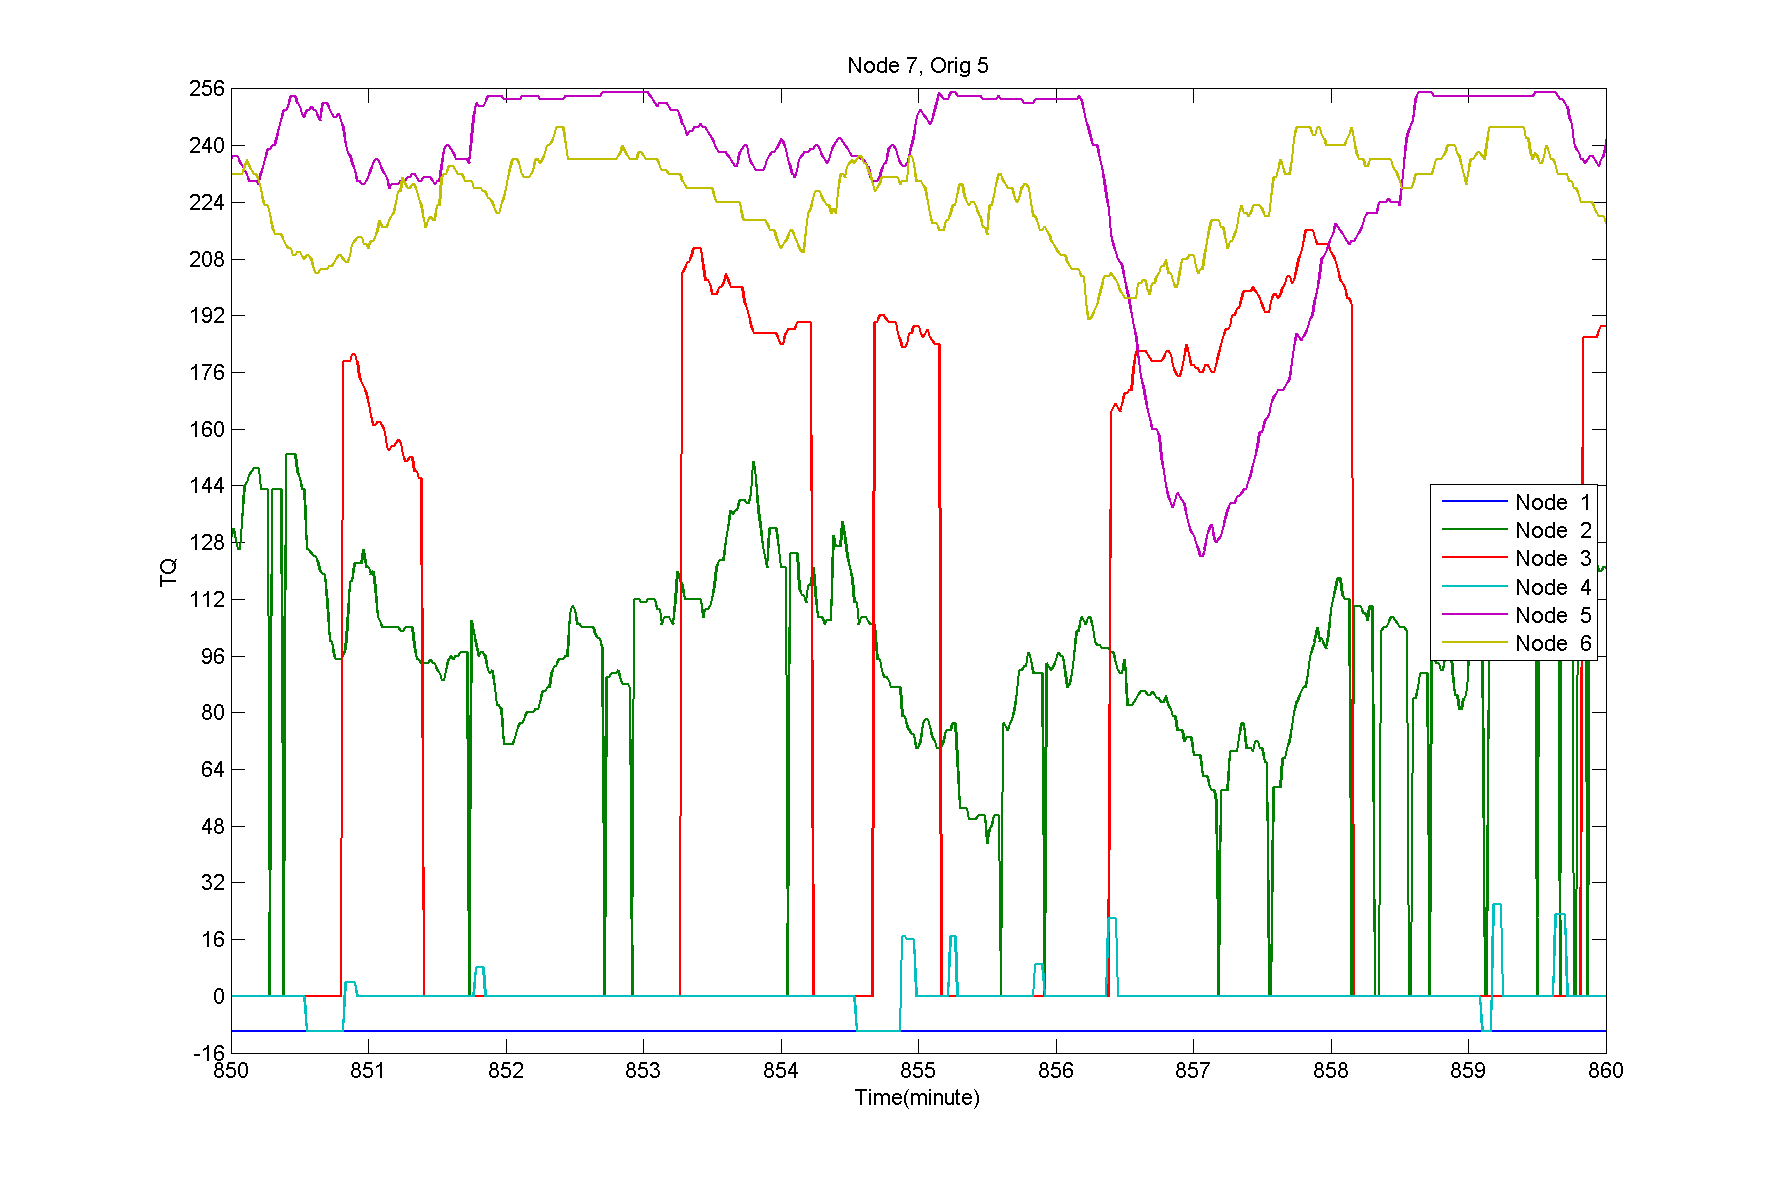 Node 7, Orig 5
256
240
224
208
192
176
160
144
128
112
96
80
64
48
32
16
0
-16
TQ
850 851 852 853 854 855 856 857 858 859 860
Time(minute)
Node 1
Node 2
Node 3
Node 4
Node 5
Node 6